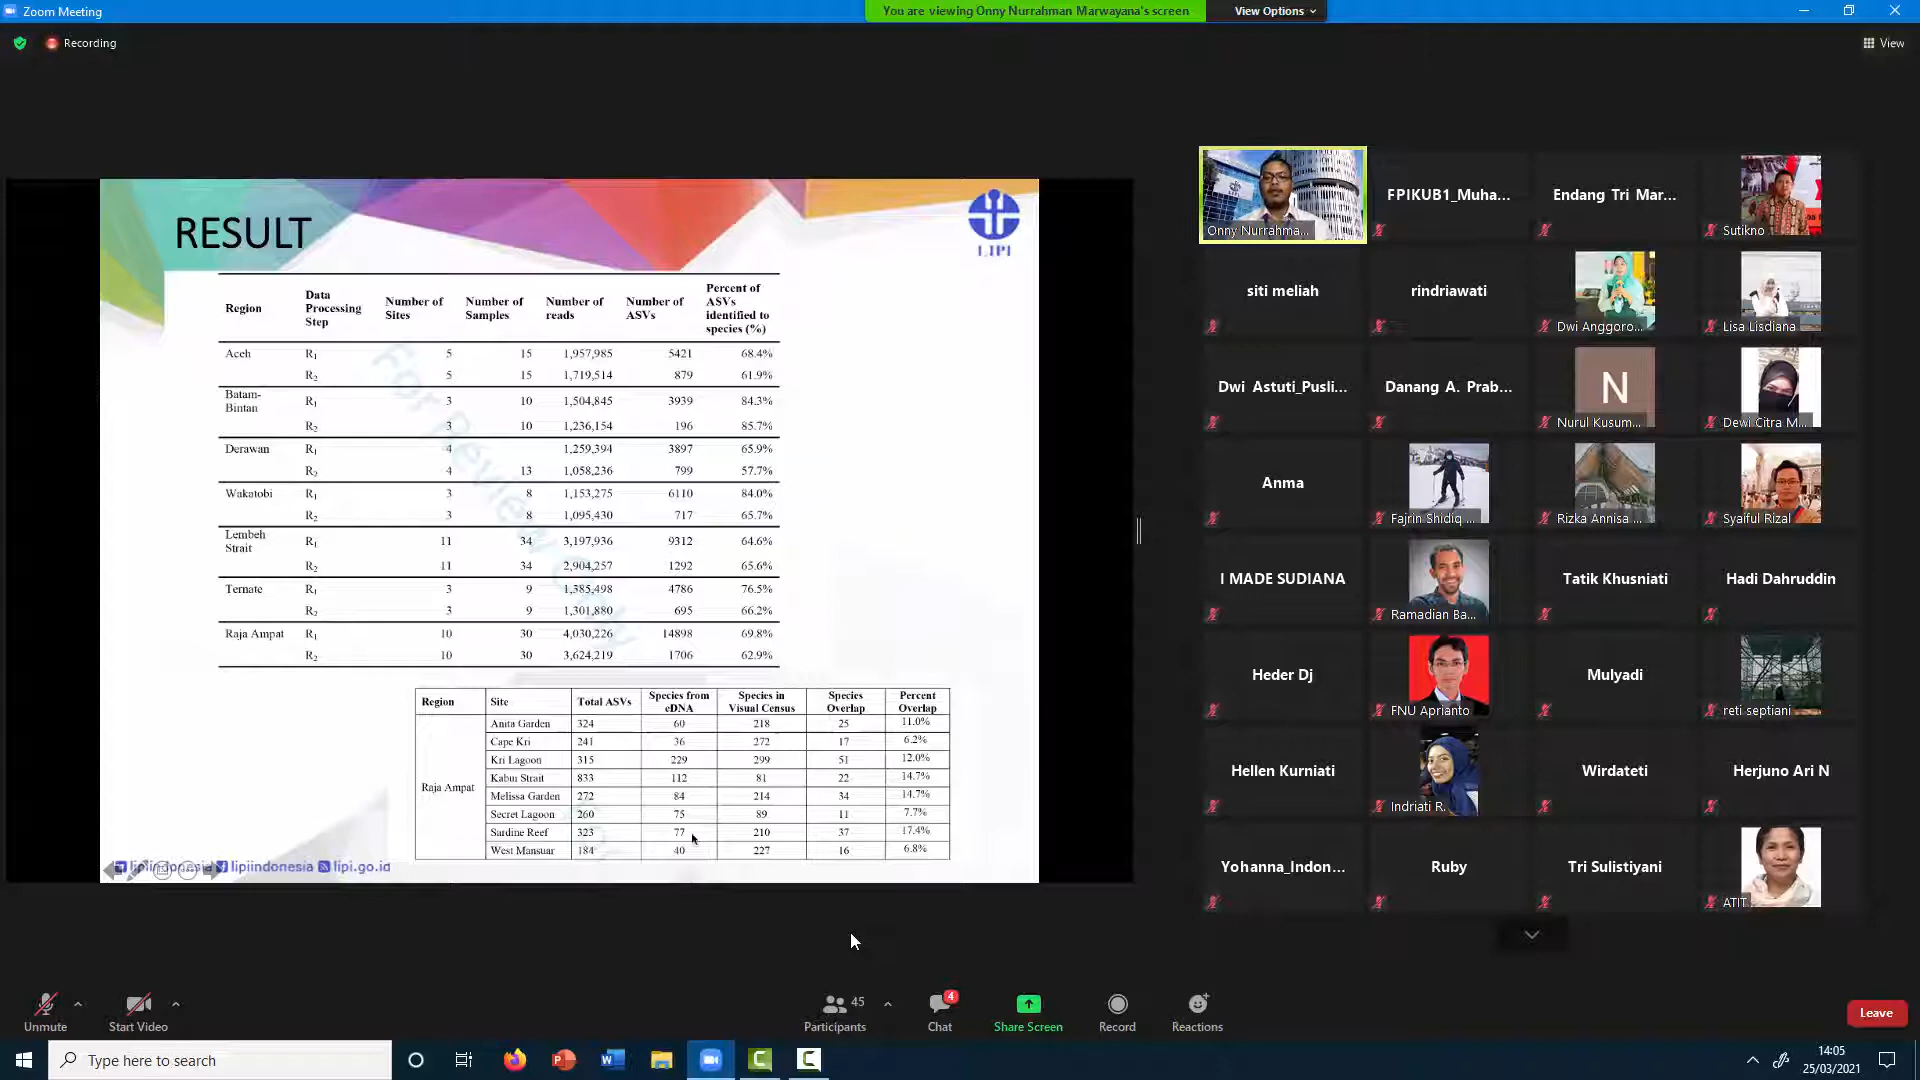 Zoom Meeting
You are viewing Onny Nurrahman Marwayana's screen
View Options
Recording
View
RESULT
LIPI
Region Data Processing Step Number of Sites Number of Samples Number of reads Number of ASVs Percent of ASVs identified to species (%)
Aceh R1 5 15 1,957,985 5421 68.4%
R2 5 15 1,719,514 879 61.9%
Batam-Bintan R1 3 10 1,504,845 3939 84.3%
R2 3 10 1,236,154 196 85.7%
Derawan R1 4 1,259,394 3897 65.9%
R2 4 13 1,058,236 799 57.7%
Wakatobi R1 3 8 1,153,275 6110 84.0%
R2 3 8 1,095,430 717 65.7%
Lembeh Strait R1 11 34 3,197,936 9312 64.6%
R2 11 34 2,904,257 1292 65.6%
Ternate R1 3 9 1,385,498 4786 76.5%
R2 3 9 1,301,880 695 66.2%
Raja Ampat R1 10 30 4,030,226 14898 69.8%
R2 10 30 3,624,219 1706 62.9%
For Review Only
Region Site Total ASVs Species from eDNA Species in Visual Census Species Overlap Percent Overlap
Raja Ampat
Anita Garden 324 60 218 25 11.0%
Cape Kri 241 36 272 17 6.2%
Kri Lagoon 315 229 299 51 12.0%
Kabui Strait 833 112 81 22 14.7%
Melissa Garden 272 84 214 34 14.7%
Secret Lagoon 260 75 89 11 7.7%
Sardine Reef 323 77 210 37 17.4%
West Mansuar 184 40 227 16 6.8%
lipiindonesia lipiindonesia lipi.go.id
Onny Nurrahma...
FPIKUB1_Muha...
Endang Tri Mar...
Sutikno
siti meliah
rindriawati
Dwi Anggoro...
Lisa Lisdiana
Dwi Astuti_Pusli...
Danang A. Prab...
N
Nurul Kusum...
Dewi Citra M...
Anma
Fajrin Shidiq ...
Rizka Annisa ...
Syaiful Rizal
I MADE SUDIANA
Ramadian Ba...
Tatik Khusniati
Hadi Dahruddin
Heder Dj
FNU Aprianto
Mulyadi
reti septiani
Hellen Kurniati
Indriati R.
Wirdateti
Herjuno Ari N
Yohanna_Indon...
Ruby
Tri Sulistiyani
ATIT
Unmute
Start Video
45
Participants
4
Chat
Share Screen
Record
Reactions
Leave
Type here to search
14:05
25/03/2021